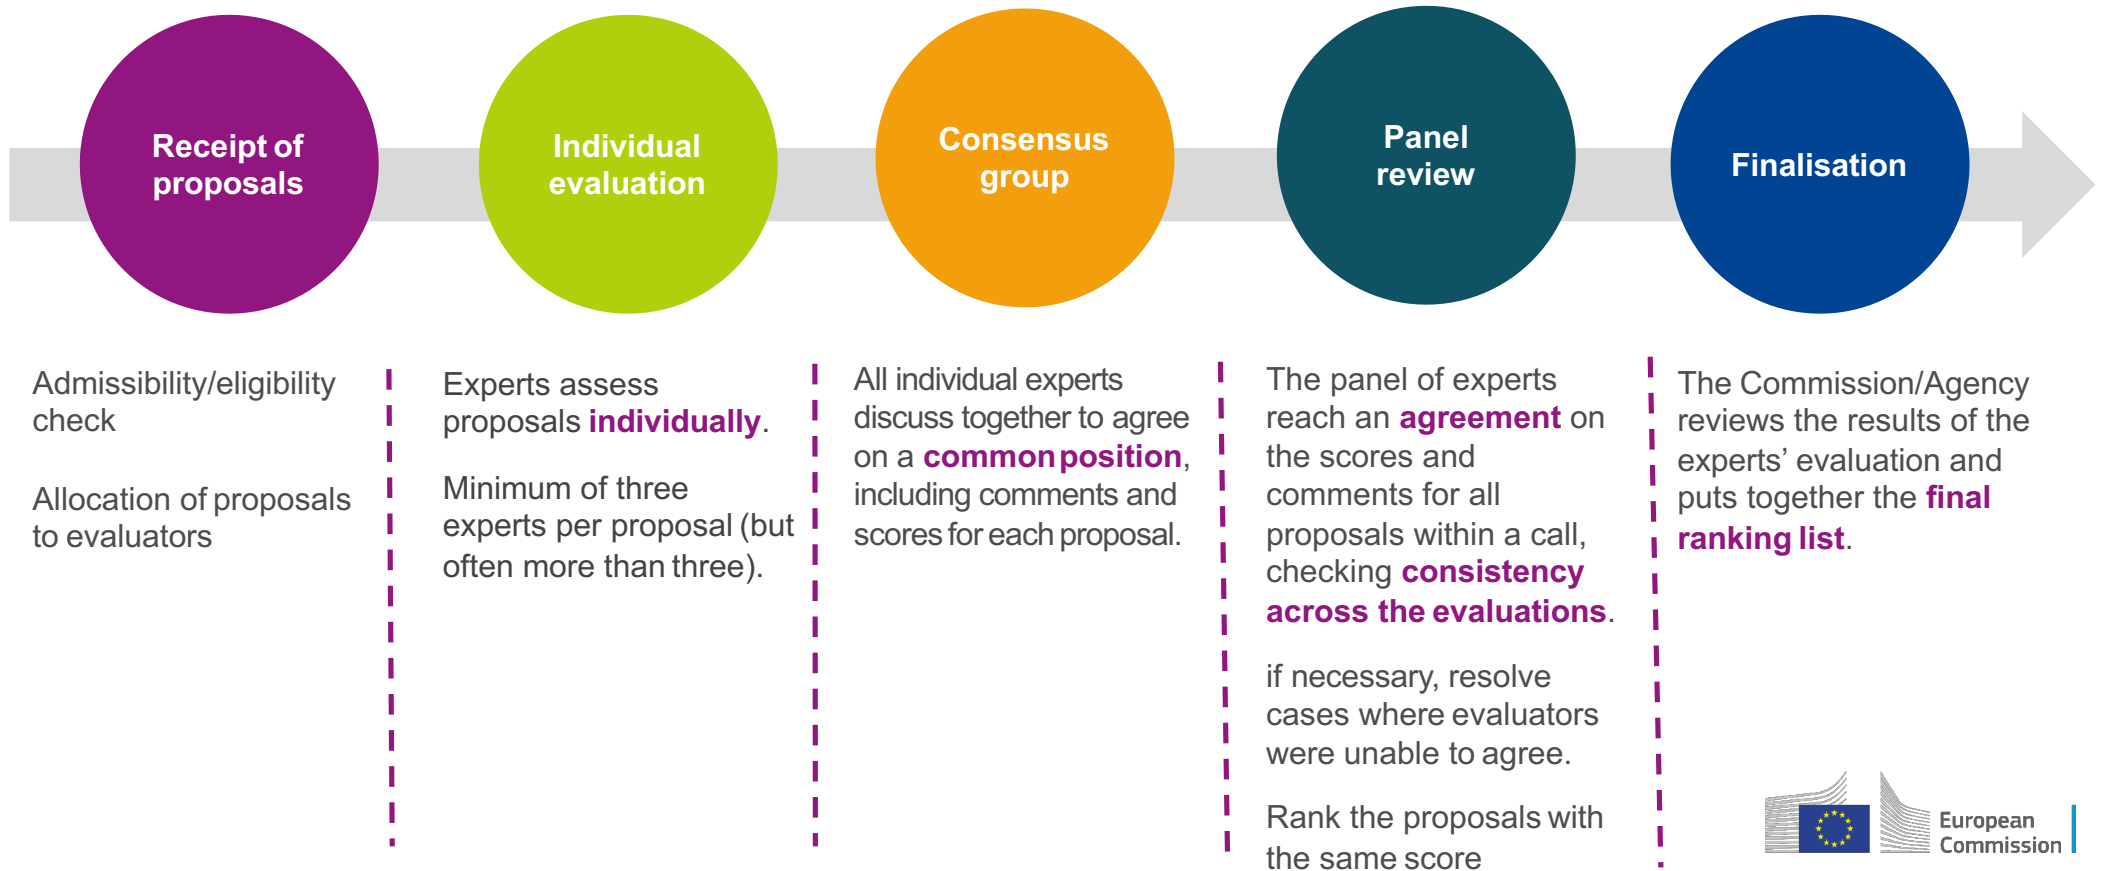 Receipt of
proposals
Individual
evaluation
Consensus
group
Panel
review
Finalisation
Admissibility/eligibility
check
Allocation of proposals
to evaluators
Experts assess
proposals individually.
Minimum of three
experts per proposal (but
often more than three).
All individual experts
discuss together to agree
on a common position,
including comments and
scores for each proposal.
The panel of experts
reach an agreement on
the scores and
comments for all
proposals within a call,
checking consistency
across the evaluations.
if necessary, resolve
cases where evaluators
were unable to agree.
Rank the proposals with
the same score
The Commission/Agency
reviews the results of the
experts’ evaluation and
puts together the final
ranking list.
European
Commission